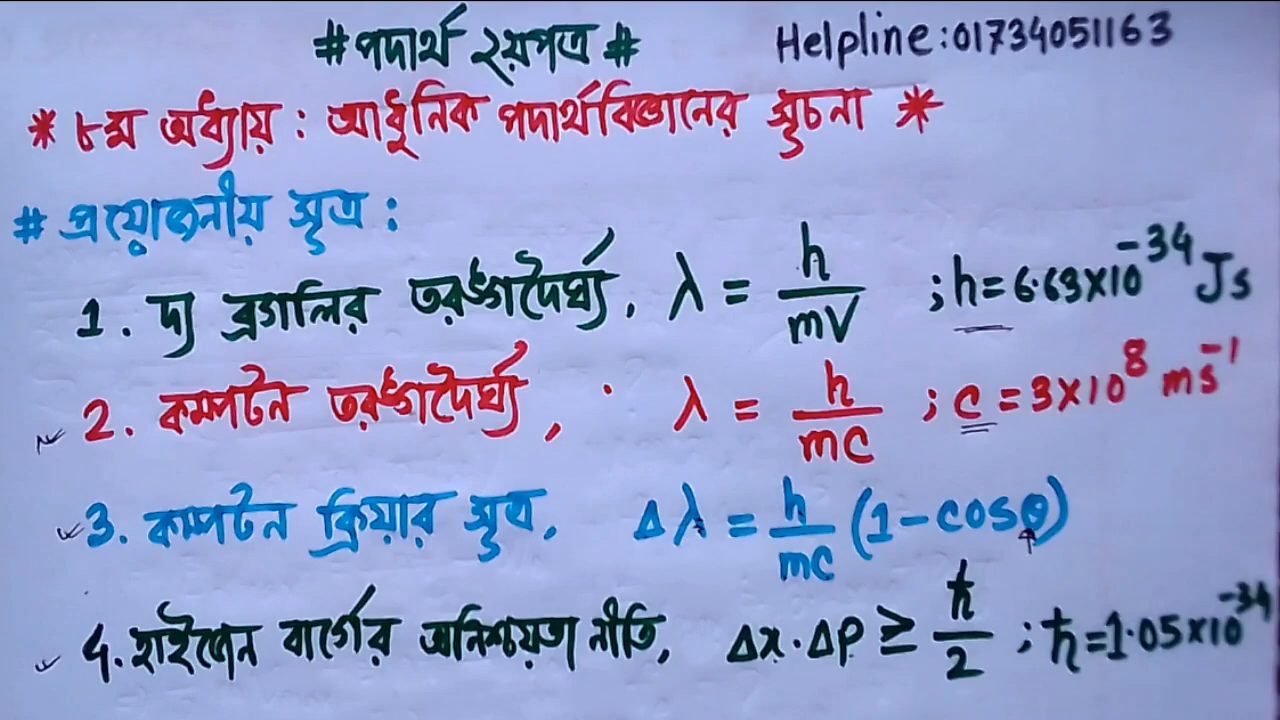 #পদার্থ ২য়পত্র# Helpline:01734051163
* ৮ম অধ্যায় : আধুনিক পদার্থবিজ্ঞানের সূচনা *
# প্রয়োজনীয় সূত্র :
1. দ্য ব্রগলির তরঙ্গদৈর্ঘ্য, λ = h/mV ; h=6.63×10⁻³⁴ Js
2. কম্পটন তরঙ্গদৈর্ঘ্য, λ = h/mC ; c = 3×10⁸ ms⁻¹
3. কম্পটন ক্রিয়ার সূত্র, Δλ = h/mC (1-cosθ)
4. হাইজেন বার্গের অনিশ্চয়তা নীতি, Δx.Δp ≥ ħ/2 ; ħ=1.05×10⁻³⁴